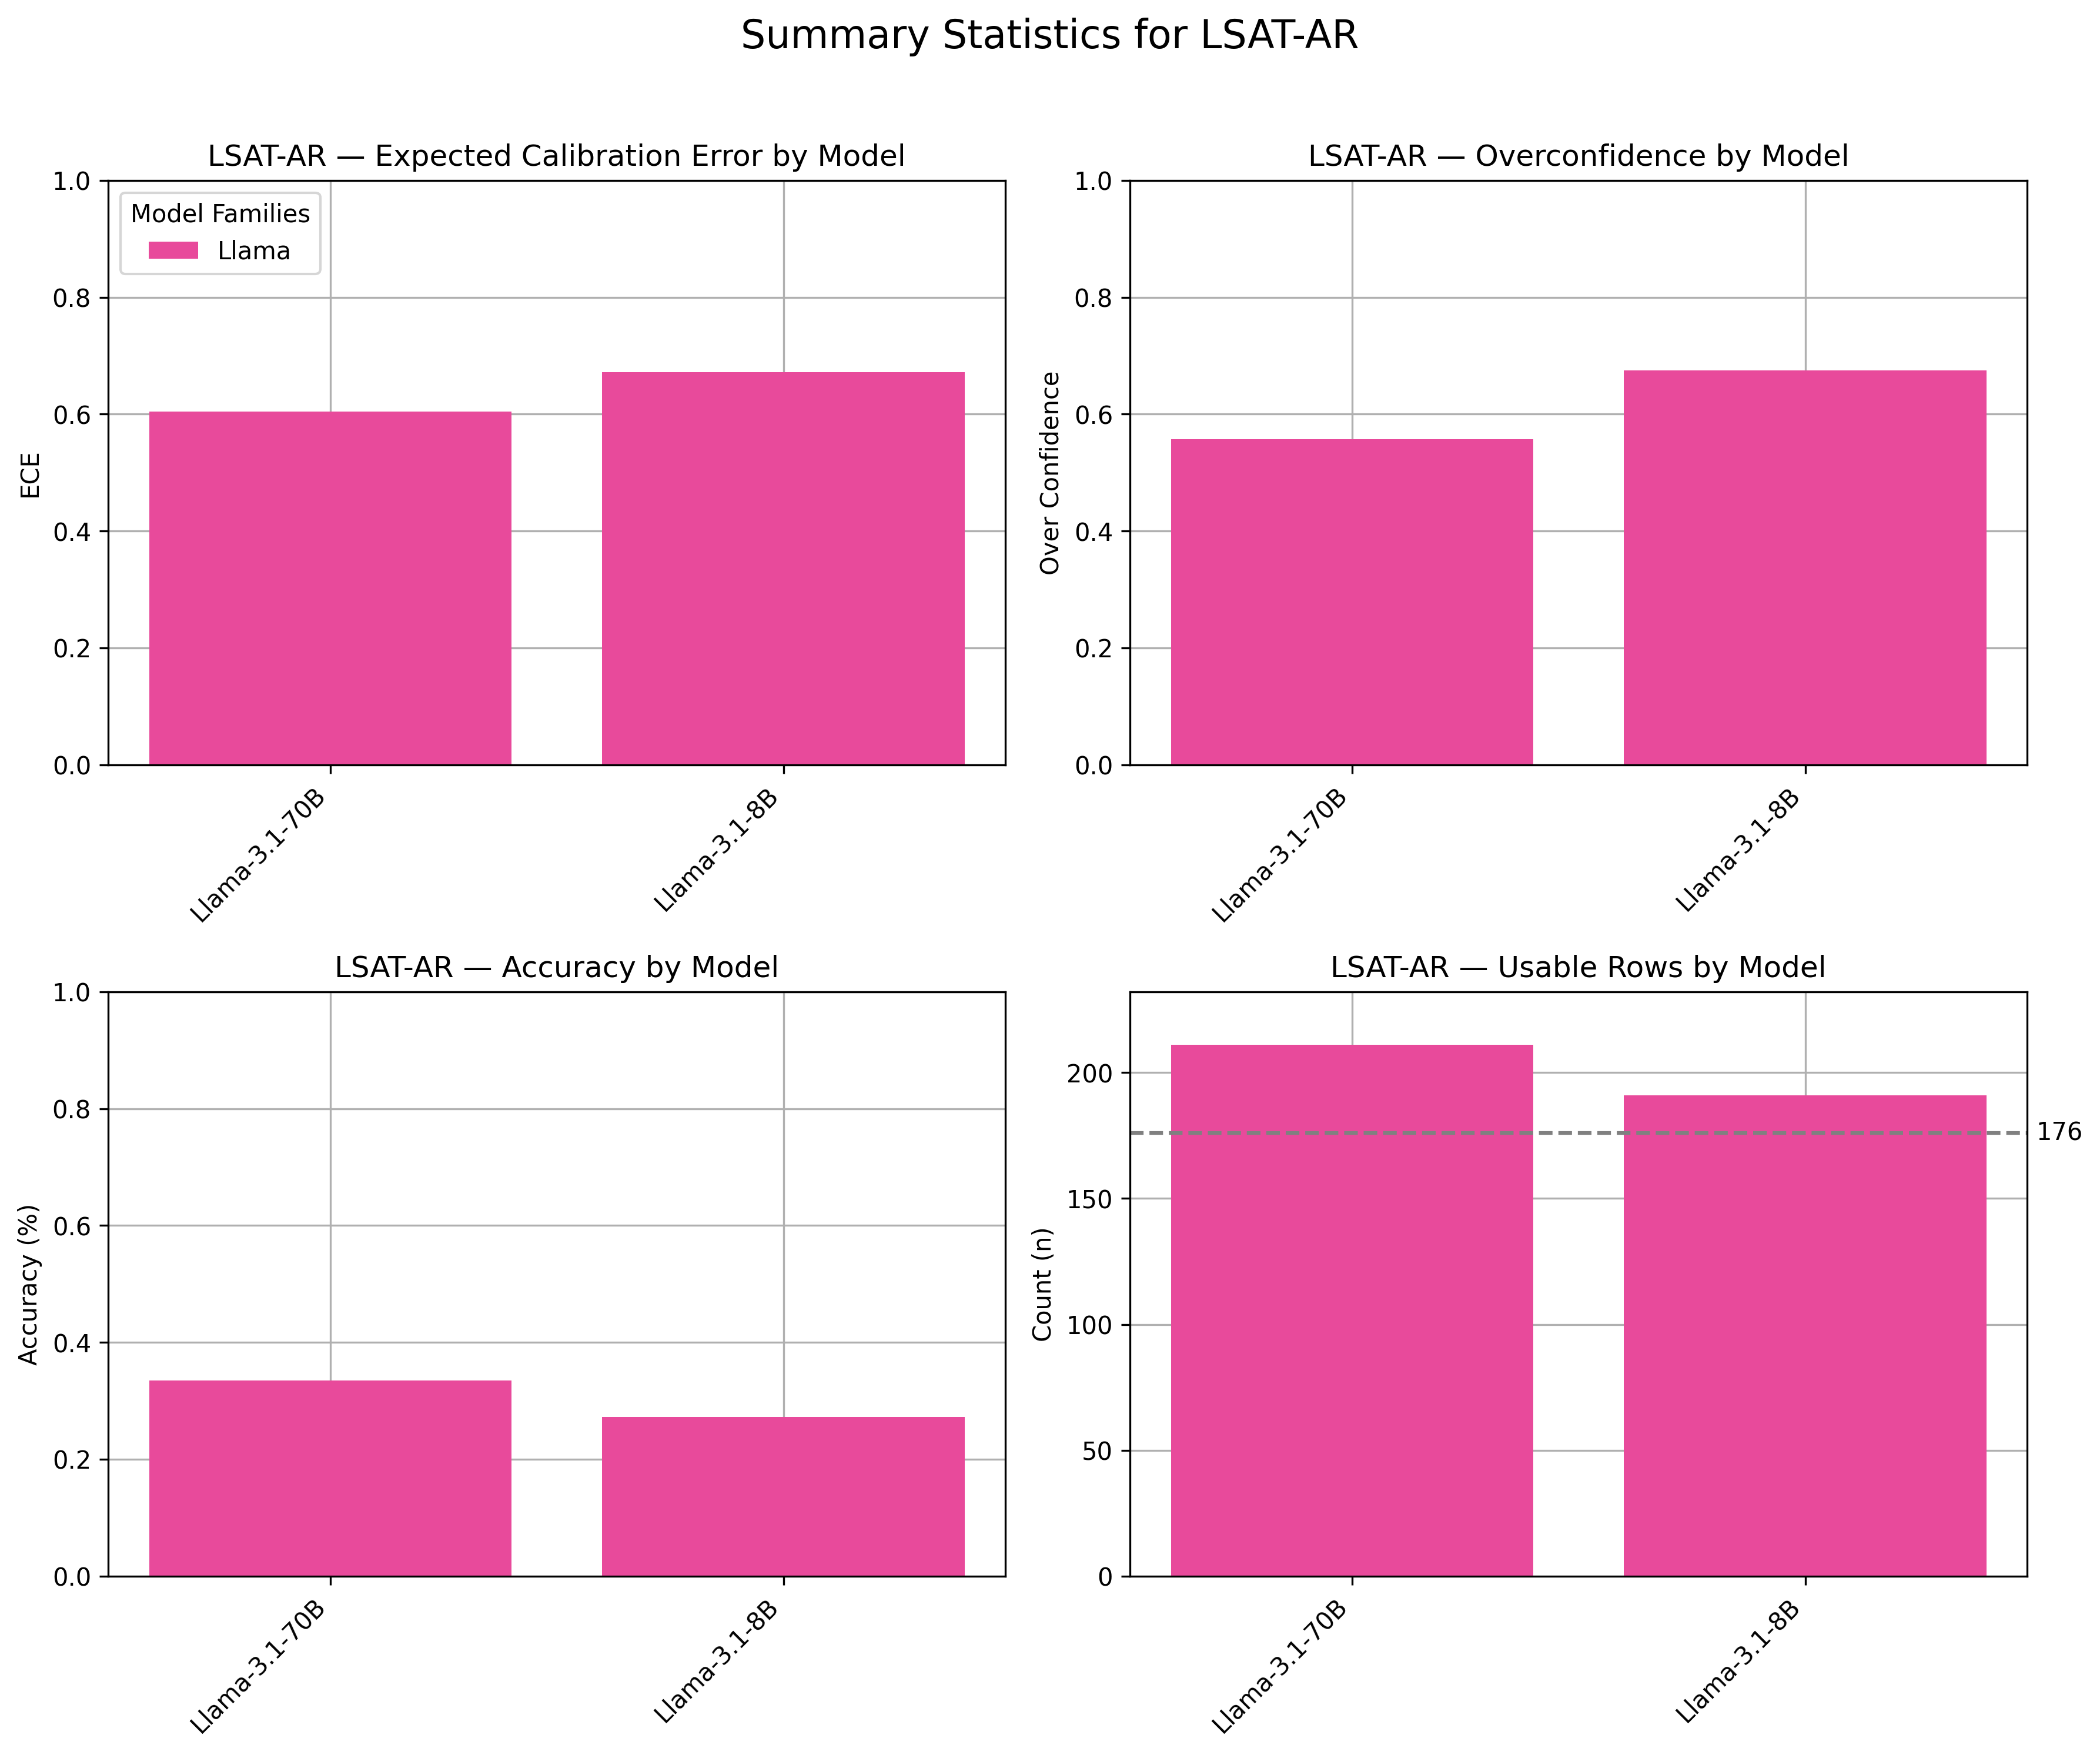 Summary Statistics for LSAT-AR
LSAT-AR — Expected Calibration Error by Model
1.0
0.8
0.6
0.4
0.2
0.0
ECE
Model Families
Llama
Llama-3.1-70B
Llama-3.1-8B
LSAT-AR — Overconfidence by Model
1.0
0.8
0.6
0.4
0.2
0.0
Over Confidence
Llama-3.1-70B
Llama-3.1-8B
LSAT-AR — Accuracy by Model
1.0
0.8
0.6
0.4
0.2
0.0
Accuracy (%)
Llama-3.1-70B
Llama-3.1-8B
LSAT-AR — Usable Rows by Model
200
150
100
50
0
Count (n)
176
Llama-3.1-70B
Llama-3.1-8B